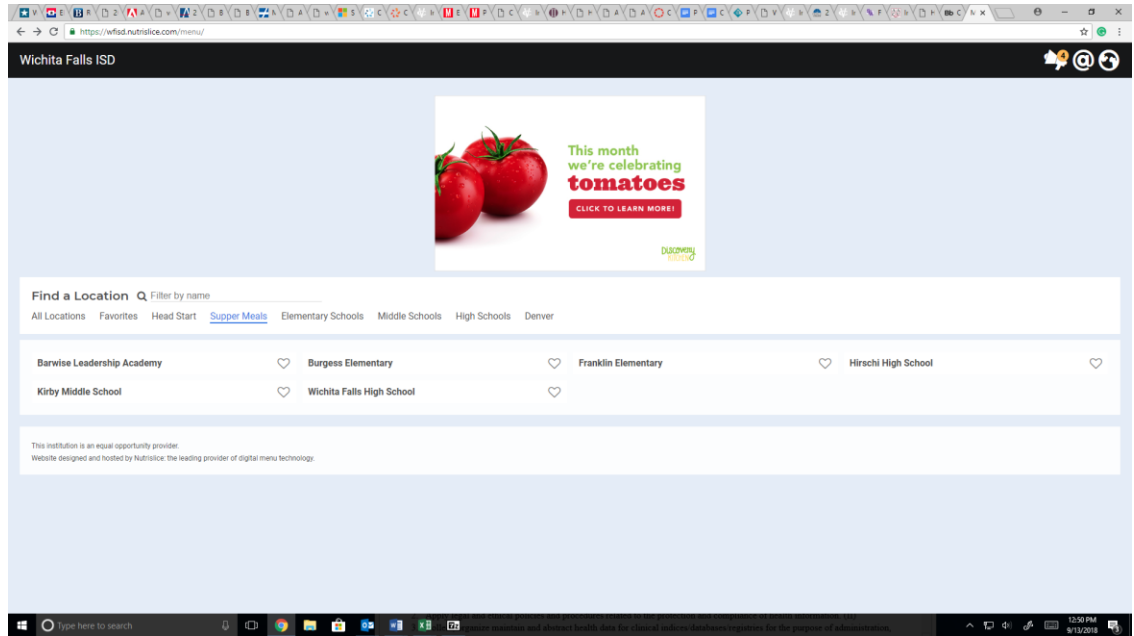 https://wfisd.nutrislice.com/menu/
Wichita Falls ISD
4
This month
we're celebrating
tomatoes
CLICK TO LEARN MORE!
DISCOVERY
Find a Location Filter by name
All Locations Favorites Head Start Supper Meals Elementary Schools Middle Schools High Schools Denver
Barwise Leadership Academy Burgess Elementary Franklin Elementary Hirschi High School
Kirby Middle School Wichita Falls High School
This institution is an equal opportunity provider.
Website designed and hosted by Nutrislice: the leading provider of digital menu technology.
Type here to search
12:50 PM
9/13/2018